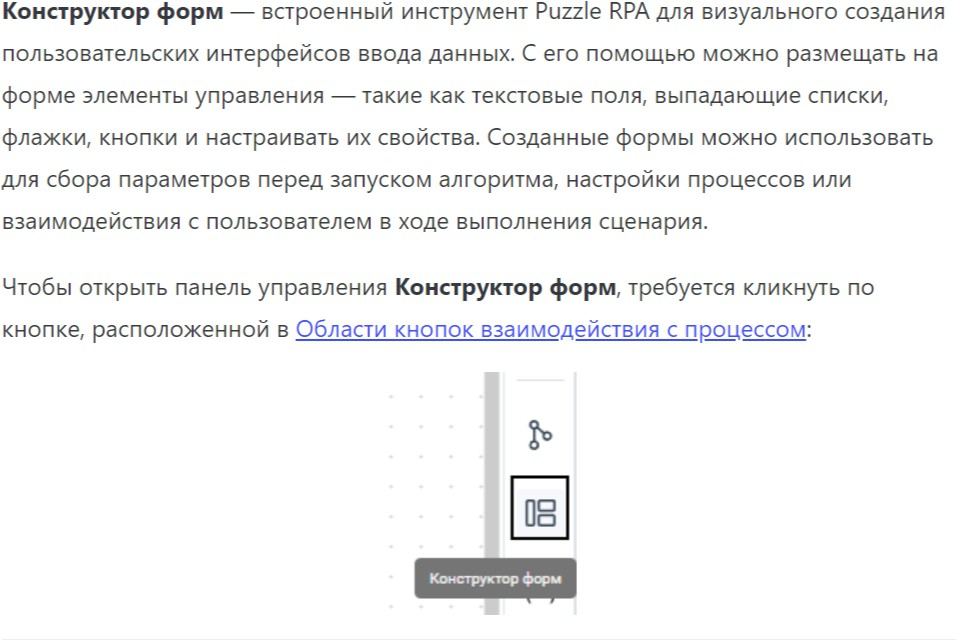 Конструктор форм — встроенный инструмент Puzzle RPA для визуального создания
пользовательских интерфейсов ввода данных. С его помощью можно размещать на
форме элементы управления — такие как текстовые поля, выпадающие списки,
флажки, кнопки и настраивать их свойства. Созданные формы можно использовать
для сбора параметров перед запуском алгоритма, настройки процессов или
взаимодействия с пользователем в ходе выполнения сценария.
Чтобы открыть панель управления Конструктор форм, требуется кликнуть по
кнопке, расположенной в Области кнопок взаимодействия с процессом:
Конструктор форм